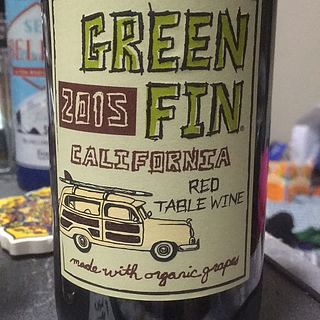 GREEN
2015 FIN
CALIFORNIA
RED
TABLE WINE
made with organic grapes